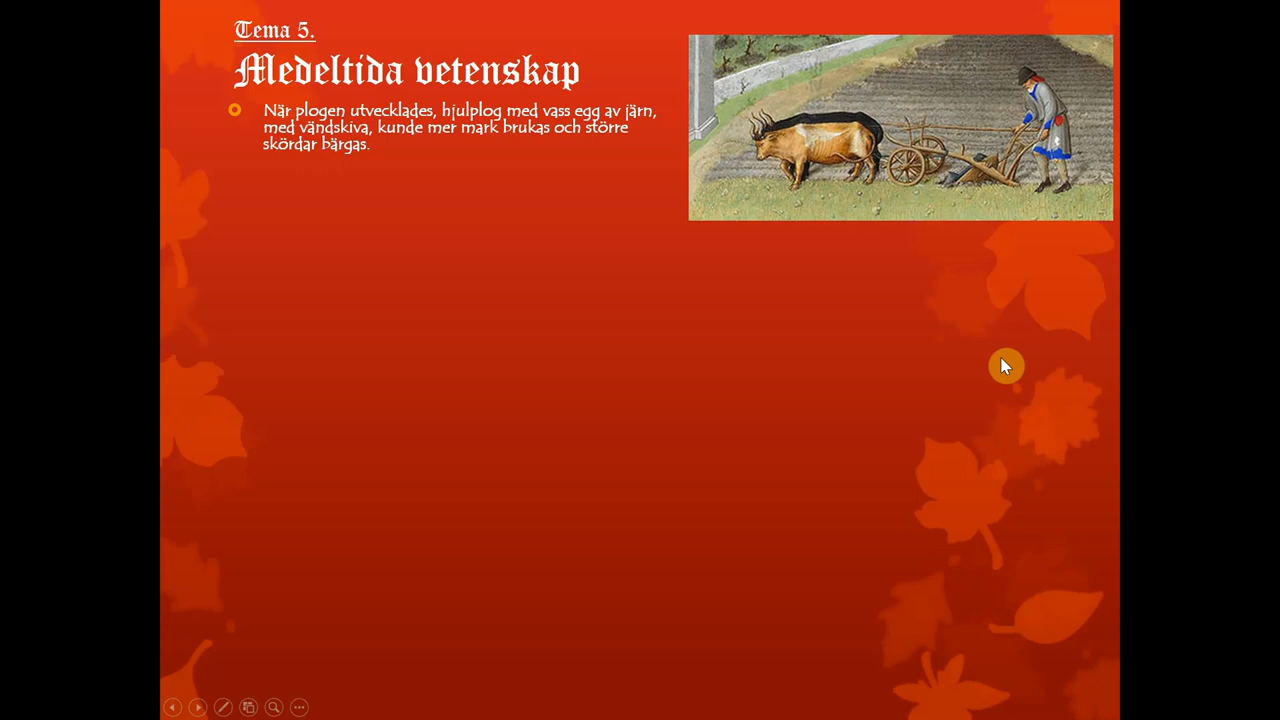 Tema 5.
Medeltida vetenskap
När plogen utvecklades, hjulplog med vass egg av järn,
med vändskiva, kunde mer mark brukas och större
skördar bärgas.